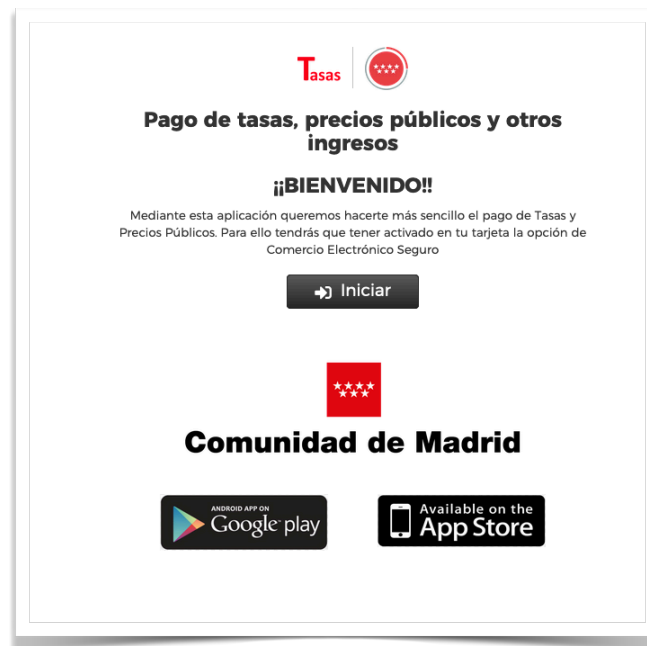 Tasas
Pago de tasas, precios públicos y otros
ingresos
¡¡BIENVENIDO!!
Mediante esta aplicación queremos hacerte más sencillo el pago de Tasas y
Precios Públicos. Para ello tendrás que tener activado en tu tarjeta la opción de
Comercio Electrónico Seguro
Iniciar
Comunidad de Madrid
ANDROID APP ON
Google play
Available on the
App Store